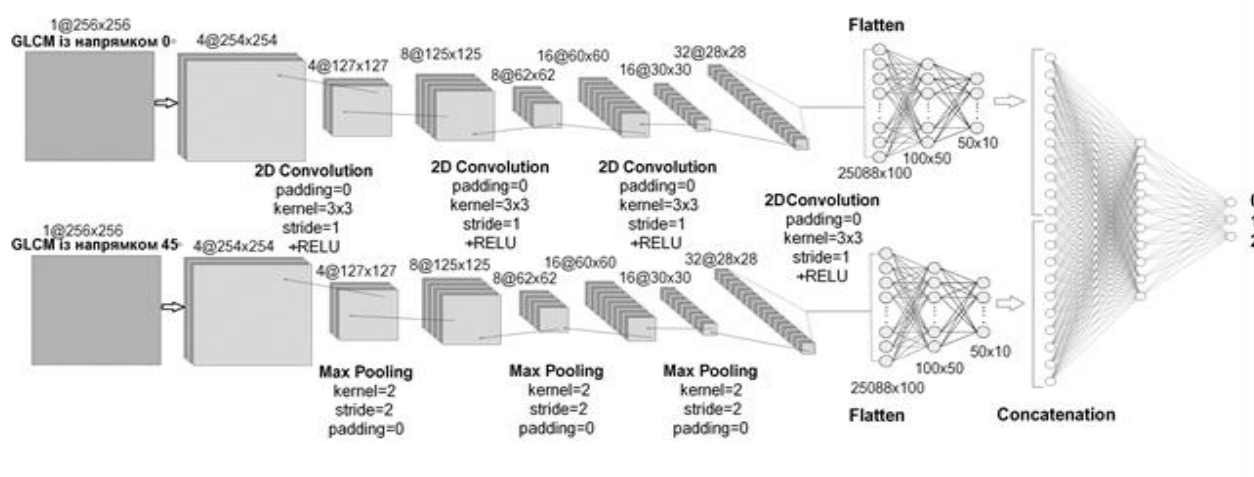 1@256x256
GLCM із напрямком 0◦
4@254x254
4@127x127
8@125x125
8@62x62
16@60x60
16@30x30
32@28x28
Flatten
25088x100
100x50
50x10
2D Convolution
padding=0
kernel=3x3
stride=1
+RELU
2D Convolution
padding=0
kernel=3x3
stride=1
+RELU
2D Convolution
padding=0
kernel=3x3
stride=1
+RELU
2DConvolution
padding=0
kernel=3x3
stride=1
+RELU
0
1
2
1@256x256
GLCM із напрямком 45◦
4@254x254
4@127x127
8@125x125
8@62x62
16@60x60
16@30x30
32@28x28
25088x100
100x50
50x10
Max Pooling
kernel=2
stride=2
padding=0
Max Pooling
kernel=2
stride=2
padding=0
Max Pooling
kernel=2
stride=2
padding=0
Flatten
Concatenation